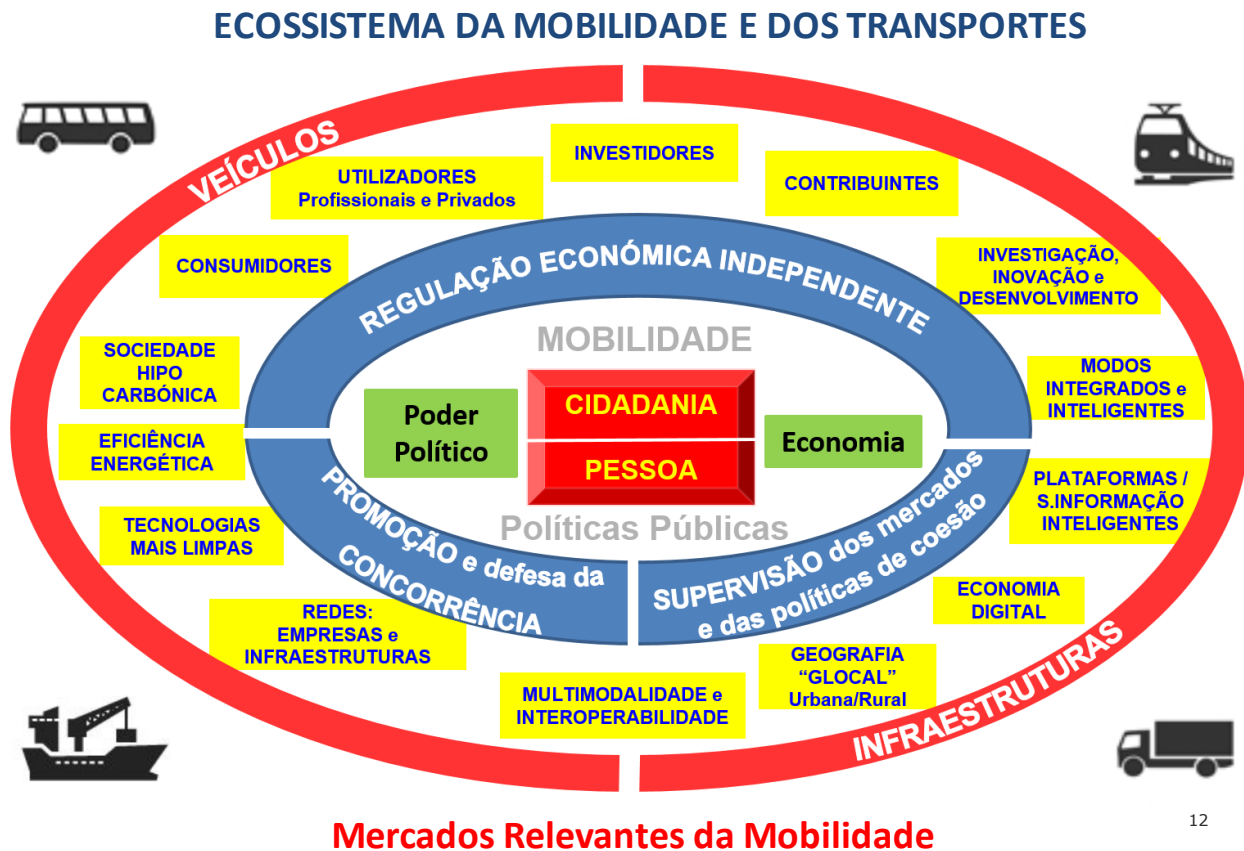 ECOSSISTEMA DA MOBILIDADE E DOS TRANSPORTES
VEÍCULOS
INVESTIDORES
UTILIZADORES
Profissionais e Privados
CONTRIBUINTES
CONSUMIDORES
INVESTIGAÇÃO,
INOVAÇÃO e
DESENVOLVIMENTO
REGULAÇÃO ECONÓMICA INDEPENDENTE
MOBILIDADE
SOCIEDADE
HIPO
CARBÓNICA
MODOS
INTEGRADOS e
INTELIGENTES
Poder
Político
CIDADANIA
PESSOA
Economia
EFICIÊNCIA
ENERGÉTICA
PLATAFORMAS /
S.INFORMAÇÃO
INTELIGENTES
Políticas Públicas
TECNOLOGIAS
MAIS LIMPAS
PROMOÇÃO e defesa da
CONCORRÊNCIA
SUPERVISÃO dos mercados
e das políticas de coesão
ECONOMIA
DIGITAL
REDES:
EMPRESAS e
INFRAESTRUTURAS
GEOGRAFIA
“GLOCAL”
Urbana/Rural
MULTIMODALIDADE e
INTEROPERABILIDADE
INFRAESTRUTURAS
Mercados Relevantes da Mobilidade
12